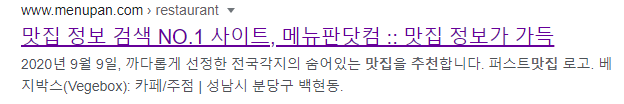 www.menupan.com › restaurant ▼
맛집 정보 검색 NO.1 사이트, 메뉴판닷컴 :: 맛집 정보가 가득
2020년 9월 9일, 까다롭게 선정한 전국각지의 숨어있는 맛집을 추천합니다. 퍼스트맛집 로고. 베
지박스(Vegebox): 카페/주점 | 성남시 분당구 백현동.